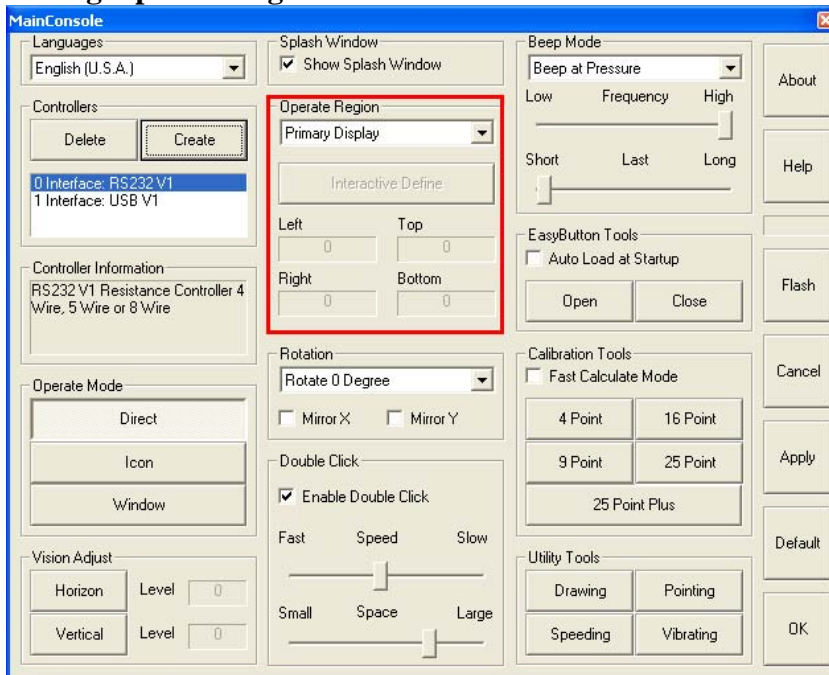 MainConsole
Languages
English (U.S.A.)
Controllers
Delete Create
0 Interface: RS232 V1
1 Interface: USB V1
Controller Information
RS232 V1 Resistance Controller 4
Wire, 5 Wire or 8 Wire
Operate Mode
Direct
Icon
Window
Vision Adjust
Horizon Level 0
Vertical Level 0
Splash Window
Show Splash Window
Operate Region
Primary Display
Interactive Define
Left Top
0 0
Right Bottom
0 0
Rotation
Rotate 0 Degree
Mirror X Mirror Y
Double Click
Enable Double Click
Fast Speed Slow
Small Space Large
Beep Mode
Beep at Pressure
Low Frequency High
Short Last Long
EasyButton Tools
Auto Load at Startup
Open Close
Calibration Tools
Fast Calculate Mode
4 Point 16 Point
9 Point 25 Point
25 Point Plus
Utility Tools
Drawing Pointing
Speeding Vibrating
About
Help
Flash
Cancel
Apply
Default
OK